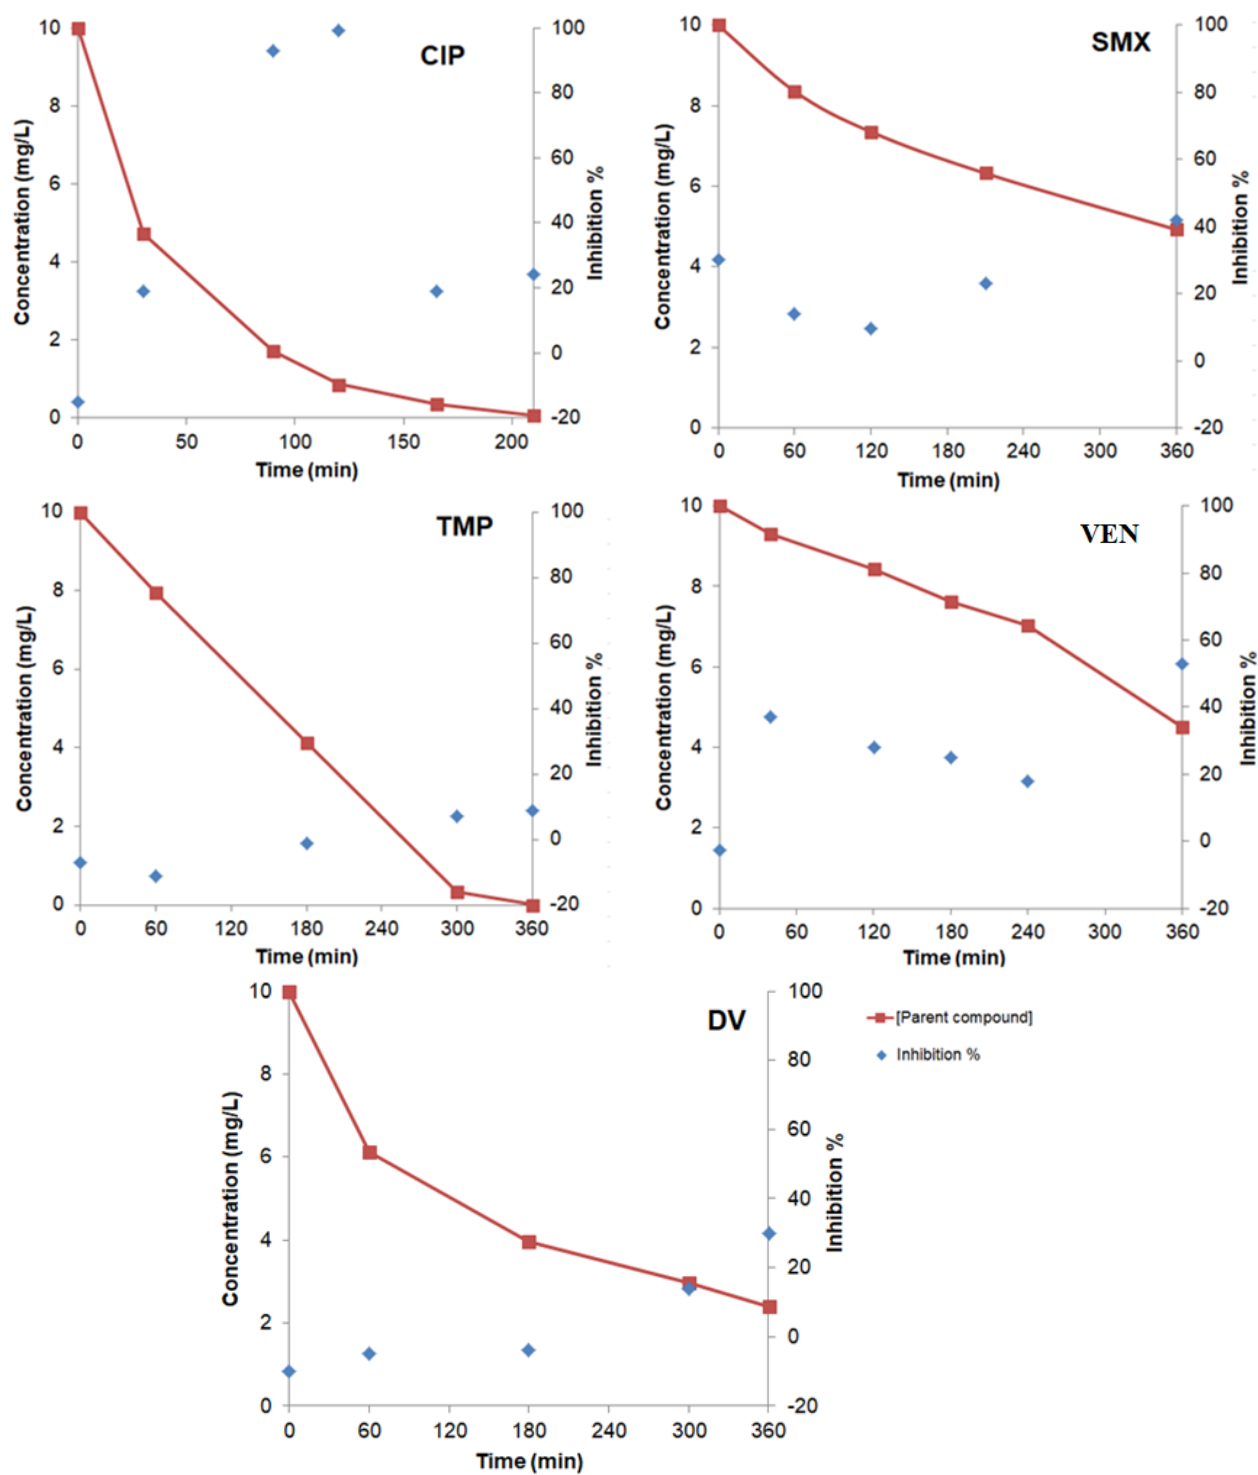 CIP
10
8
6
4
2
0
Concentration (mg/L)
100
80
60
40
20
0
-20
Inhibition %
0 50 100 150 200
Time (min)
SMX
10
8
6
4
2
0
Concentration (mg/L)
100
80
60
40
20
0
-20
Inhibition %
0 60 120 180 240 300 360
Time (min)
TMP
10
8
6
4
2
0
Concentration (mg/L)
100
80
60
40
20
0
-20
Inhibition %
0 60 120 180 240 300 360
Time (min)
VEN
10
8
6
4
2
0
Concentration (mg/L)
100
80
60
40
20
0
-20
Inhibition %
0 60 120 180 240 300 360
Time (min)
DV
10
8
6
4
2
0
Concentration (mg/L)
100
80
60
40
20
0
-20
Inhibition %
0 60 120 180 240 300 360
Time (min)
[Parent compound]
Inhibition %